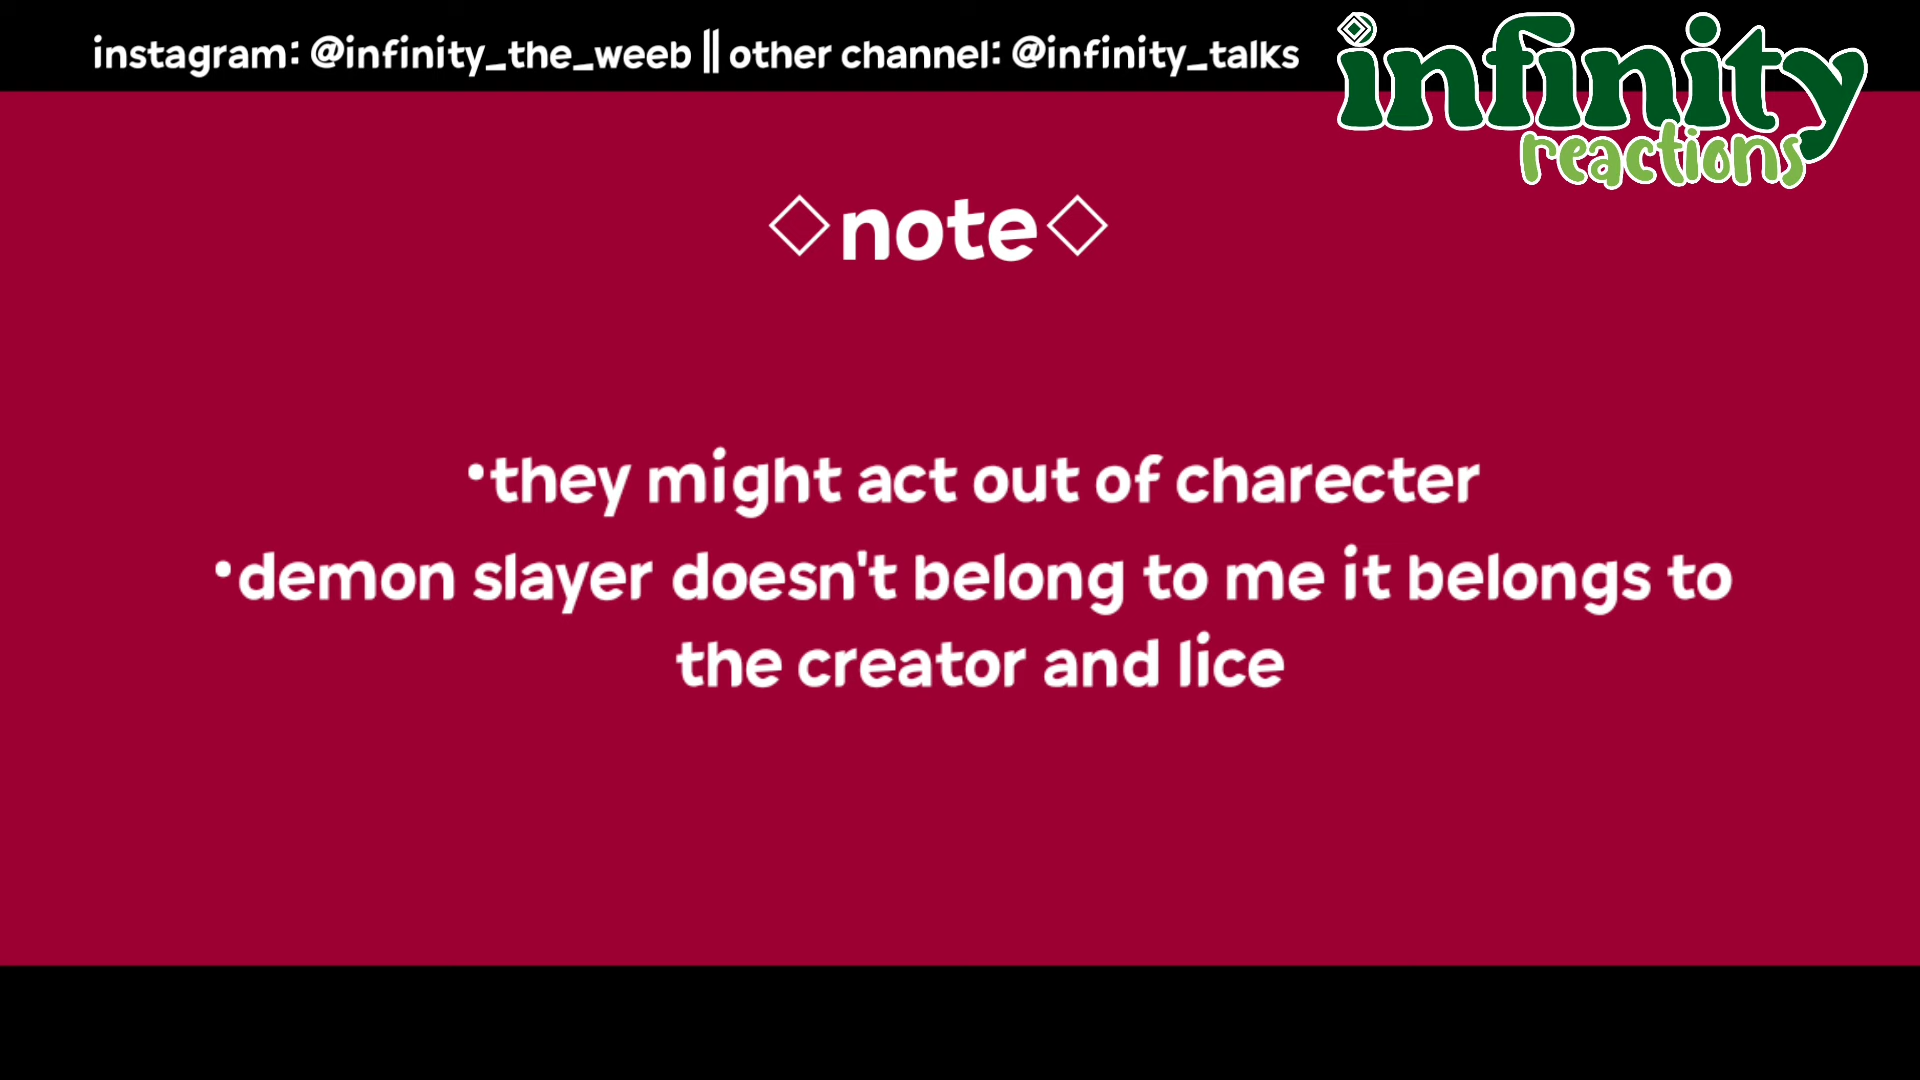 instagram: @infinity_the_weeb || other channel: @infinity_talks
infinity
reactions
◇note◇
•they might act out of charecter
•demon slayer doesn't belong to me it belongs to
the creator and lice